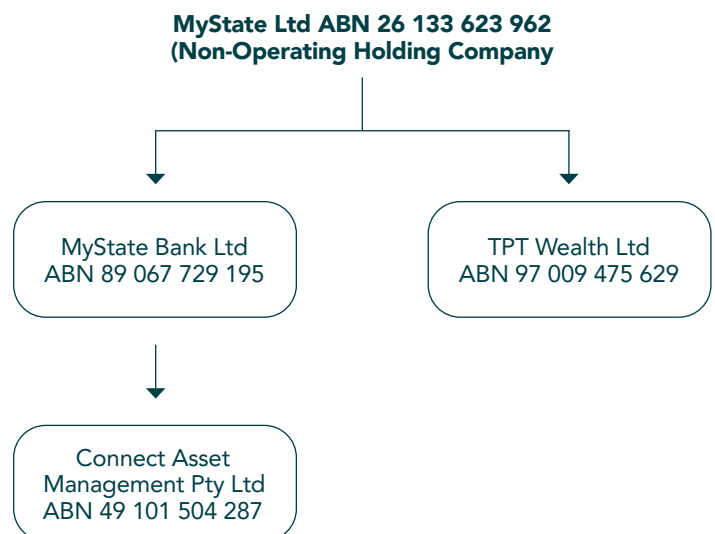 MyState Ltd ABN 26 133 623 962
(Non-Operating Holding Company
MyState Bank Ltd
ABN 89 067 729 195
TPT Wealth Ltd
ABN 97 009 475 629
Connect Asset
Management Pty Ltd
ABN 49 101 504 287